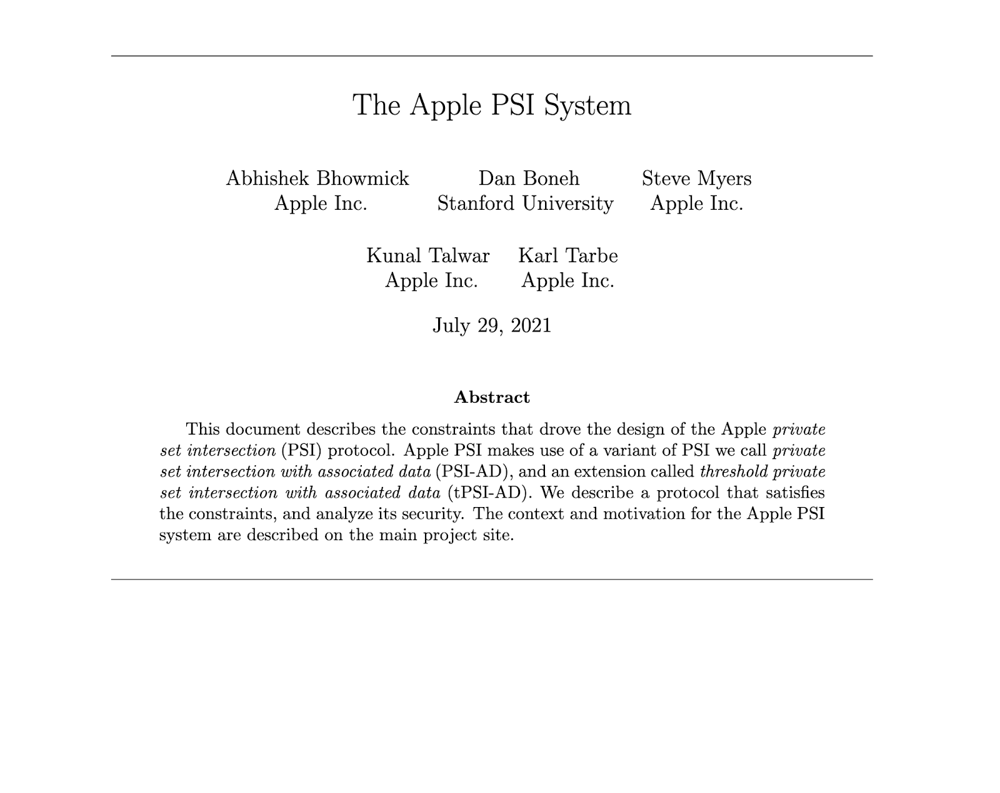 The Apple PSI System
Abhishek Bhowmick Dan Boneh Steve Myers
Apple Inc. Stanford University Apple Inc.
Kunal Talwar Karl Tarbe
Apple Inc. Apple Inc.
July 29, 2021
Abstract
This document describes the constraints that drove the design of the Apple private
set intersection (PSI) protocol. Apple PSI makes use of a variant of PSI we call private
set intersection with associated data (PSI-AD), and an extension called threshold private
set intersection with associated data (tPSI-AD). We describe a protocol that satisfies
the constraints, and analyze its security. The context and motivation for the Apple PSI
system are described on the main project site.